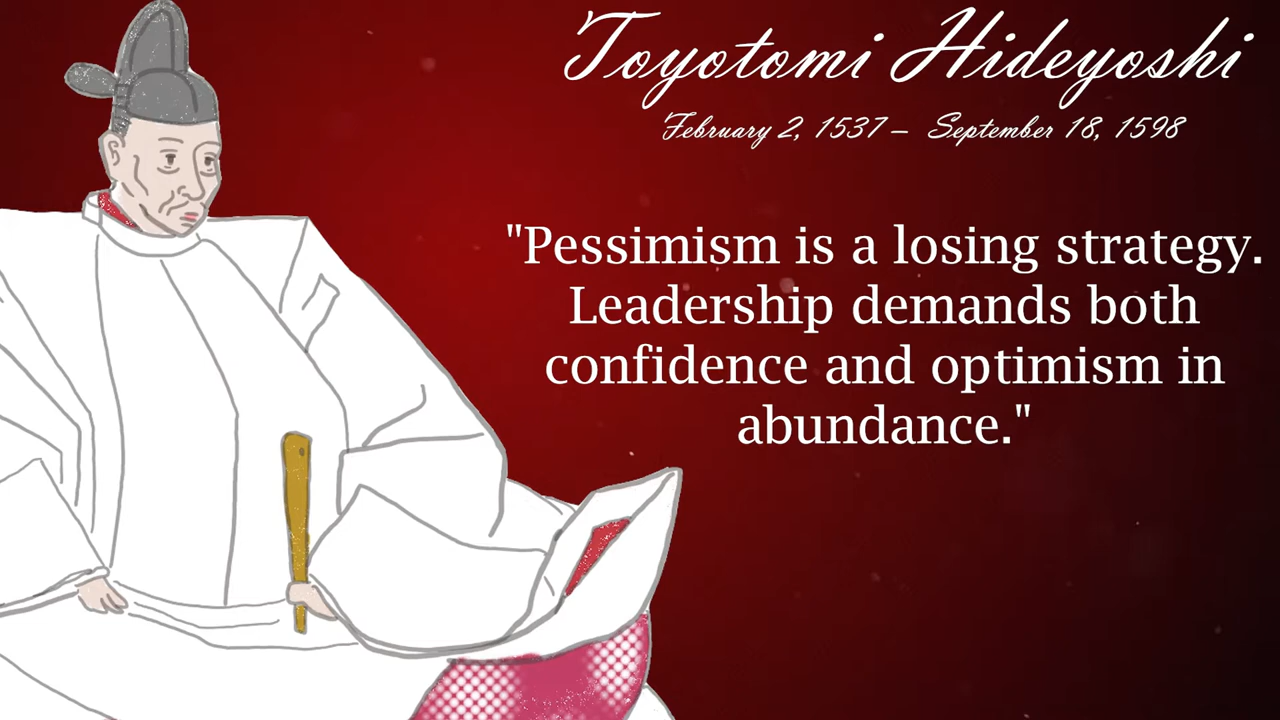 Toyotomi Hideyoshi
February 2, 1537 – September 18, 1598
"Pessimism is a losing strategy.
Leadership demands both
confidence and optimism in
abundance."